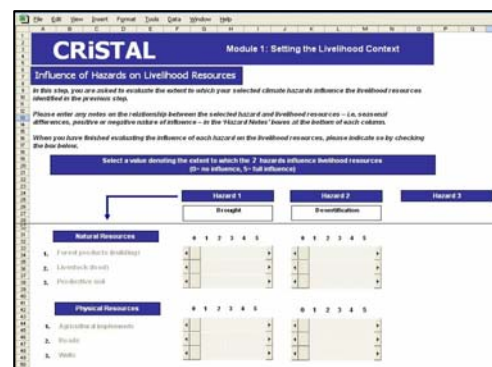 File Edit View Insert Format Tools Data Window Help
A B C D E F G H I J K L M N O P Q
CRiSTAL Module 1: Setting the Livelihood Context
Influence of Hazards on Livelihood Resources
In this step, you are asked to evaluate the extent to which your selected climate hazards influence the livelihood resources
identified in the previous step.
Please enter any notes on the relationship between the selected hazard and livelihood resources – i.e. seasonal
differences, positive or negative nature of influence – in the 'Hazard Notes' boxes at the bottom of each column.
When you have finished evaluating the influence of each hazard on the livelihood resources, please indicate so by checking
the box below.
Select a value denoting the extent to which the 2 hazards influence livelihood resources
(0= no influence, 5= full influence)
Hazard 1 Hazard 2 Hazard 3
Drought Desertification
Natural Resources 0 1 2 3 4 5 0 1 2 3 4 5
1. Forest products (buildings)
2. Livestock (food)
3. Productive soil
Physical Resources 0 1 2 3 4 5 0 1 2 3 4 5
1. Agricultural implements
2. Roads
3. Wells